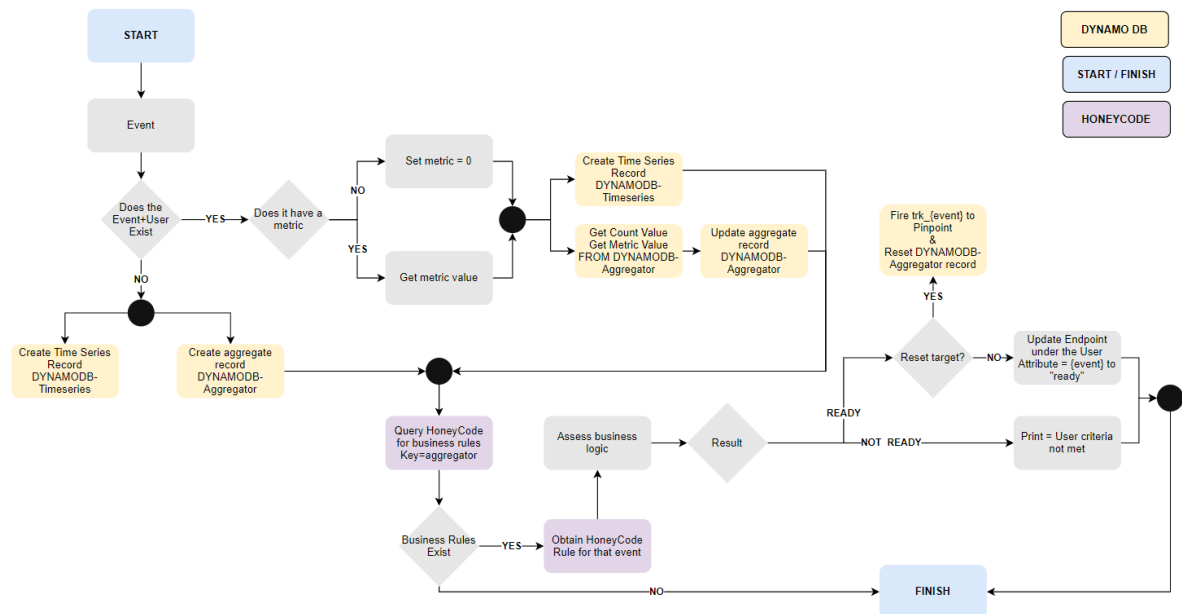 START
DYNAMO DB
START / FINISH
HONEYCODE
Event
Does the
Event+User
Exist
YES
NO
Does it have a
metric
NO
YES
Set metric = 0
Get metric value
Create Time Series
Record
DYNAMODB-
Timeseries
Get Count Value
Get Metric Value
FROM DYNAMODB-
Aggregator
Update aggregate
record
DYNAMODB-
Aggregator
Fire trk_{event} to
Pinpoint
&
Reset DYNAMODB-
Aggregator record
YES
Reset target?
NO
Update Endpoint
under the User
Attribute = {event} to
"ready"
Create Time Series
Record
DYNAMODB-
Timeseries
Create aggregate
record
DYNAMODB-
Aggregator
Query HoneyCode
for business rules
Key=aggregator
Assess business
logic
Result
READY
NOT READY
Print = User criteria
not met
Business Rules
Exist
YES
Obtain HoneyCode
Rule for that event
NO
FINISH